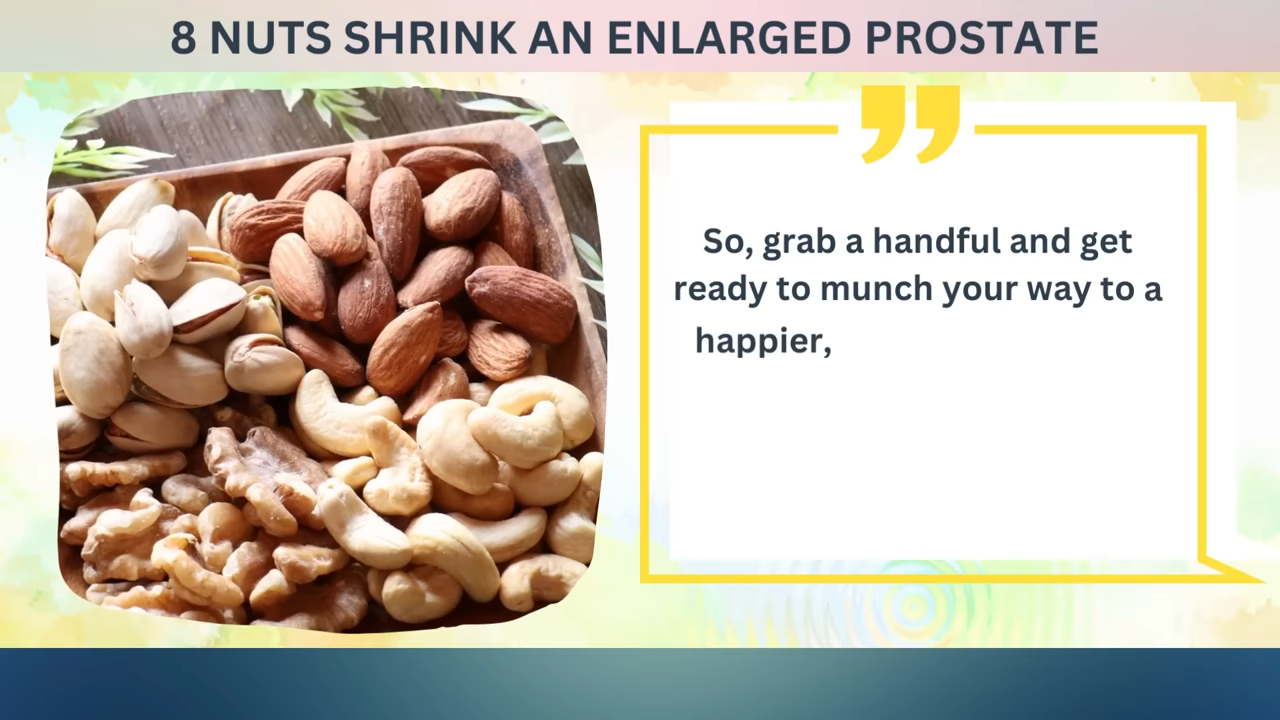 8 NUTS SHRINK AN ENLARGED PROSTATE
So, grab a handful and get
ready to munch your way to a
happier,